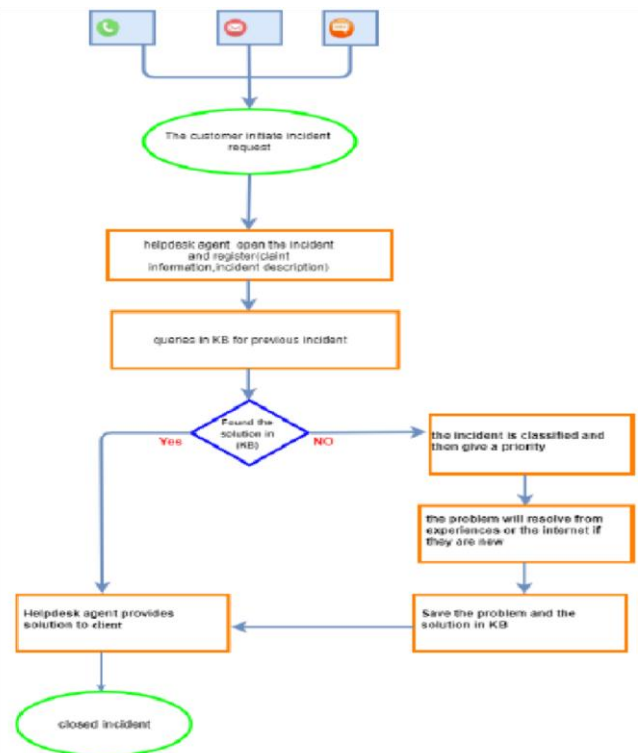 The customer initiate incident
request
helpdesk agent open the incident
and register(claint
information,incident description)
queries in KB for previous incident
Found the
solution in
(KB)
Yes
NO
the incident is classified and
then give a priority
the problem will resolve from
experiences or the internet if
they are new
Save the problem and the
solution in KB
Helpdesk agent provides
solution to client
closed incident